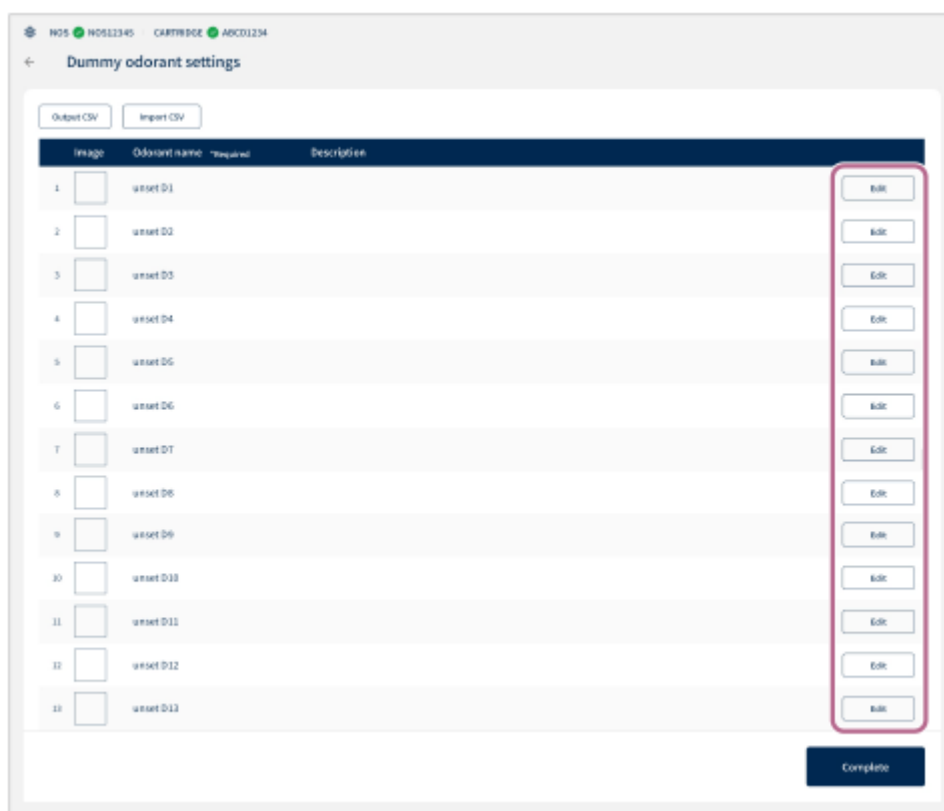 NOS NOS12345 CARTRIDGE ABCD1234
← Dummy odorant settings
Output CSV Import CSV
Image Odorant name *Required Description
1 unset D1 Edit
2 unset D2 Edit
3 unset D3 Edit
4 unset D4 Edit
5 unset D5 Edit
6 unset D6 Edit
7 unset D7 Edit
8 unset D8 Edit
9 unset D9 Edit
10 unset D10 Edit
11 unset D11 Edit
12 unset D12 Edit
13 unset D13 Edit
Complete